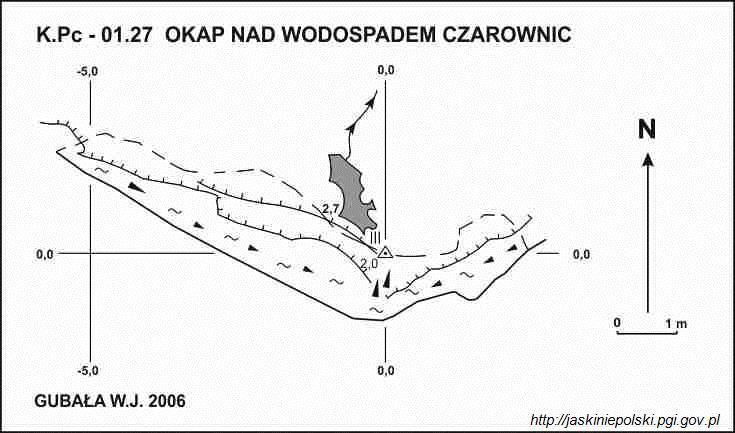 K.Pc - 01.27 OKAP NAD WODOSPADEM CZAROWNIC
-5,0
0,0
N
2,7
0,0
2,0
0,0
0
1 m
-5,0
0,0
GUBAŁA W.J. 2006
http://jaskiniepolski.pgi.gov.pl